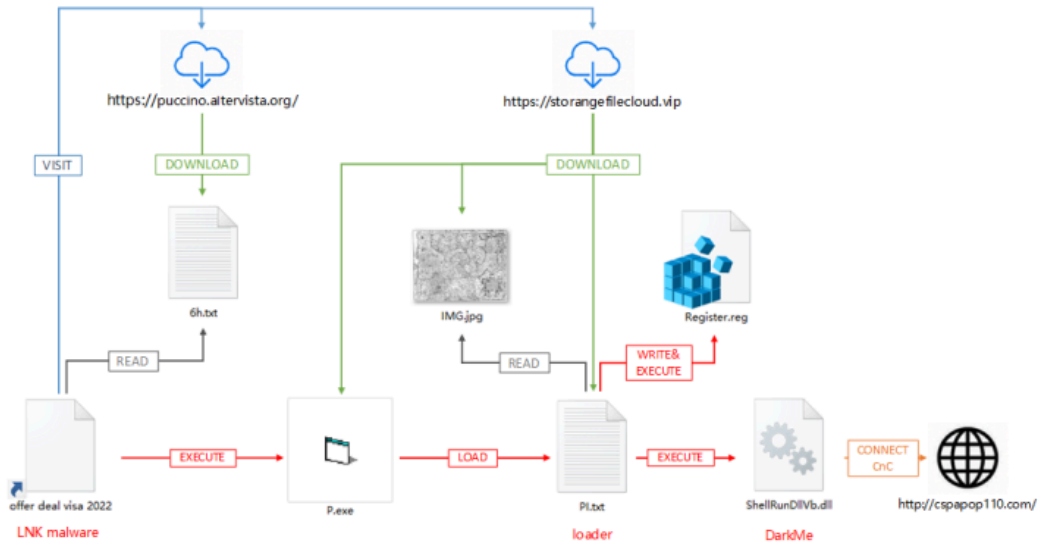 https://puccino.altervista.org/
https://storangefilecloud.vip
VISIT
DOWNLOAD
DOWNLOAD
6h.txt
IMG.jpg
Register.reg
READ
READ
WRITE&
EXECUTE
EXECUTE
LOAD
EXECUTE
CONNECT
CnC
offer deal visa 2022
P.exe
PI.txt
ShellRunDllVb.dll
http://cspapop110.com/
LNK malware
loader
DarkMe